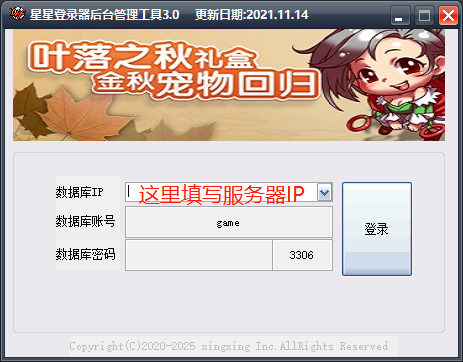 星星登录器后台管理工具3.0 更新日期:2021.11.14
叶落之秋礼盒
金秋宠物回归
数据库IP 这里填写服务器IP
数据库账号 game
登录
数据库密码 3306
Copyright(C)2020-2025 xingxing Inc.AllRights Reserved